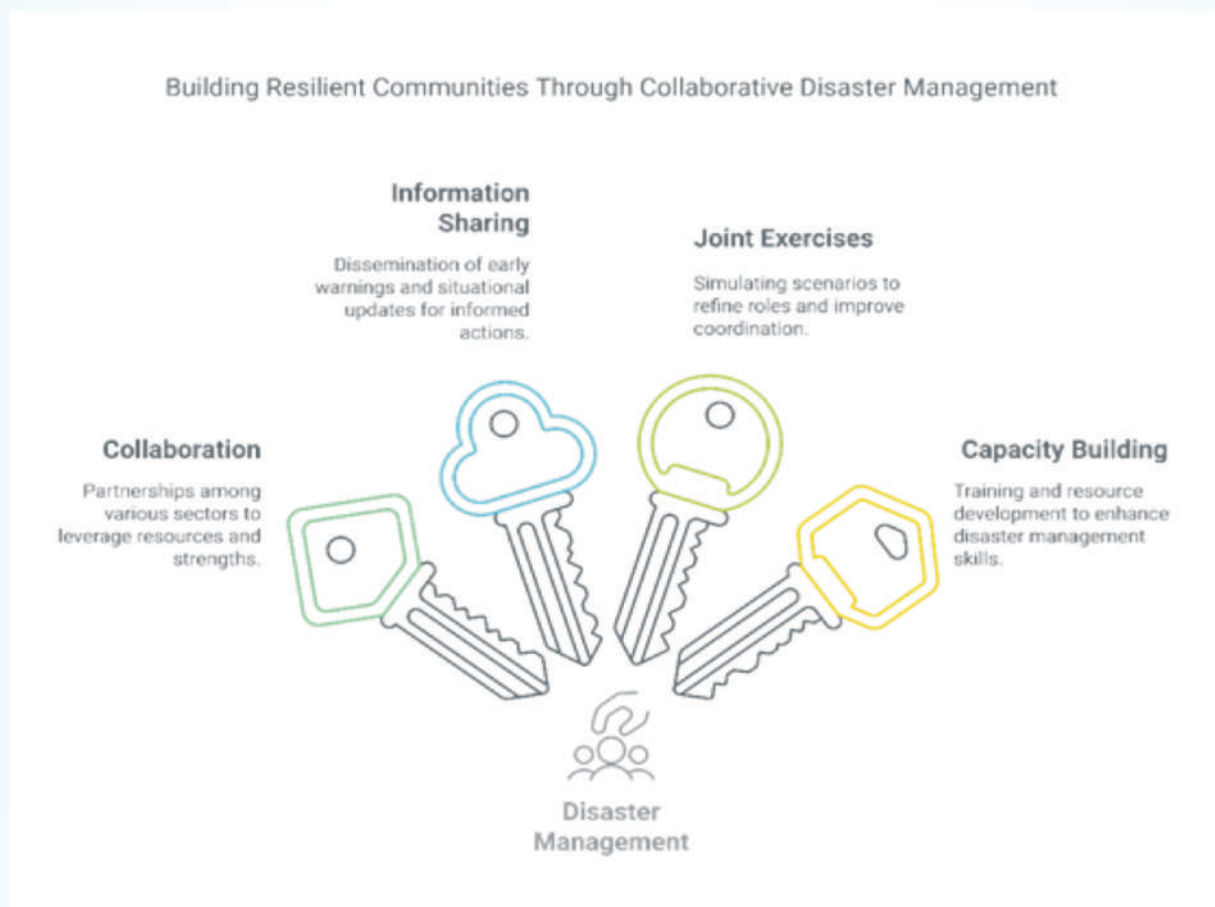 Building Resilient Communities Through Collaborative Disaster Management
Information
Sharing
Dissemination of early
warnings and situational
updates for informed
actions.
Joint Exercises
Simulating scenarios to
refine roles and improve
coordination.
Collaboration
Partnerships among
various sectors to
leverage resources and
strengths.
Capacity Building
Training and resource
development to enhance
disaster management
skills.
Disaster
Management